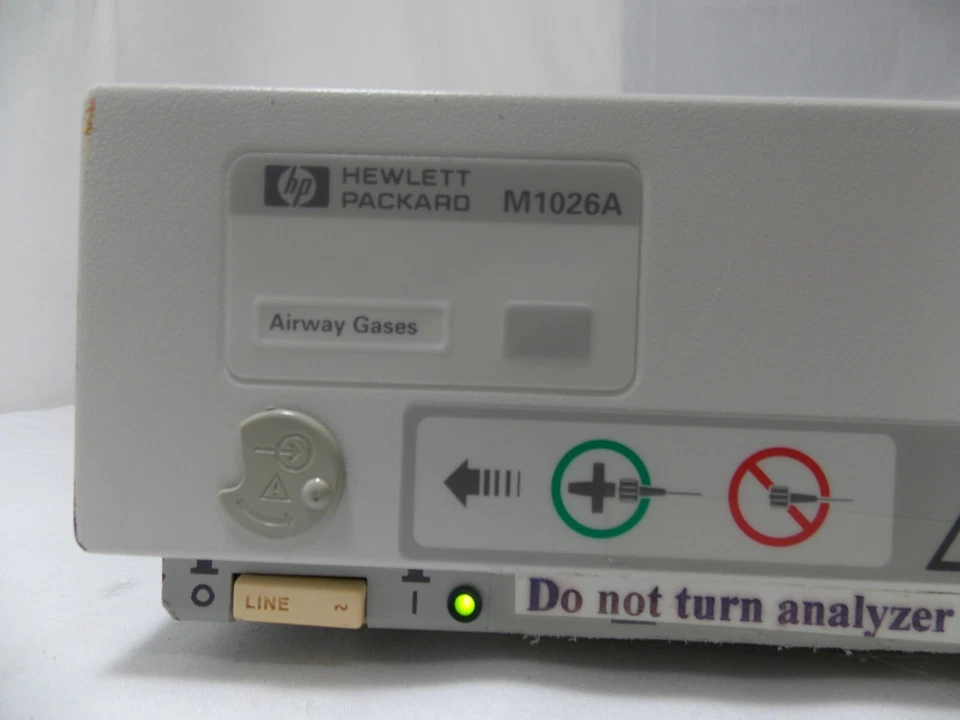 hp HEWLETT
PACKARD M1026A
Airway Gases
O LINE ~ I
Do not turn analyzer